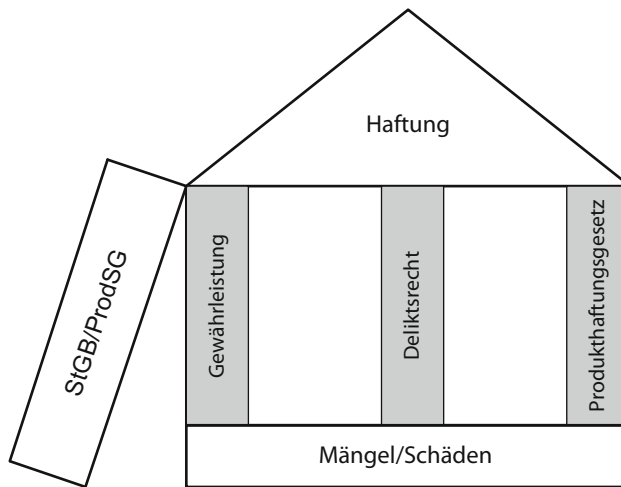 Haftung
StGB/ProdSG
Gewährleistung
Deliktsrecht
Produkthaftungsgesetz
Mängel/Schäden